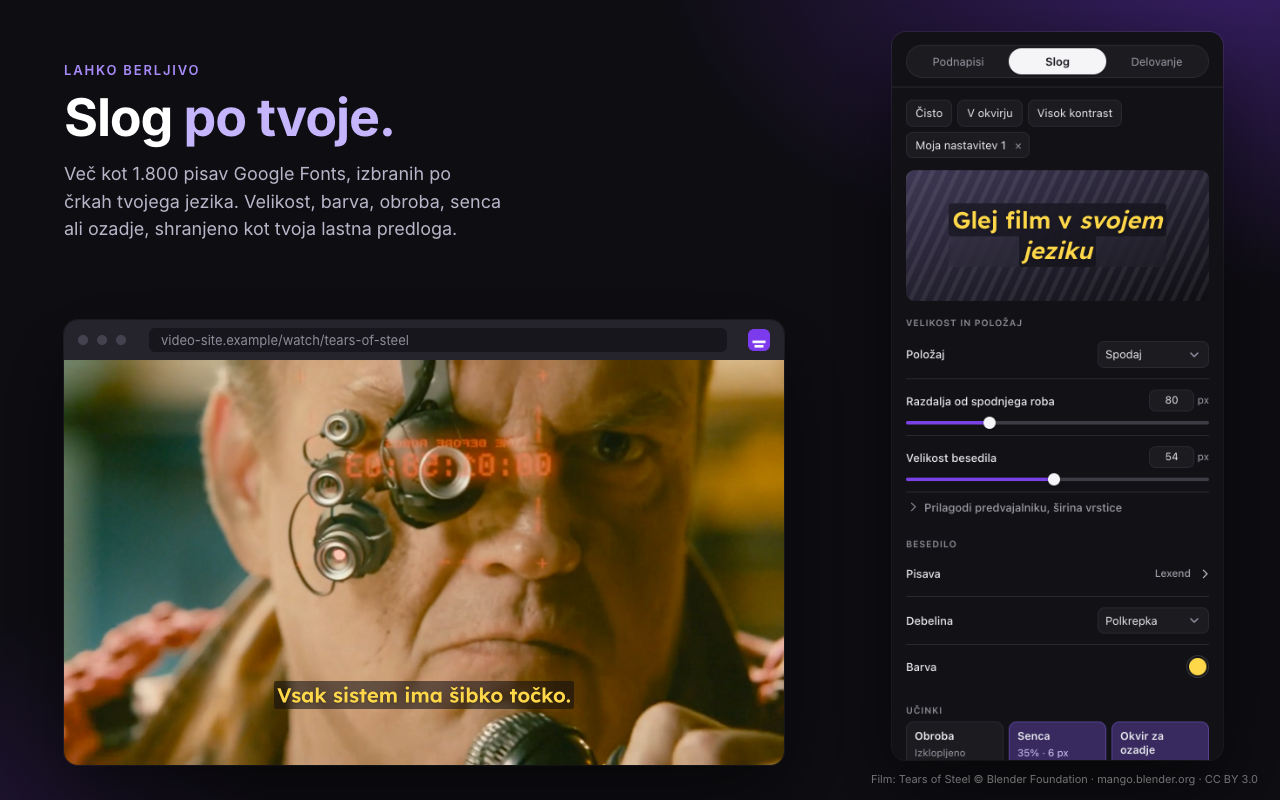 LAHKO BERLJIVO
Slog po tvoje.
Več kot 1.800 pisav Google Fonts, izbranih po
črkah tvojega jezika. Velikost, barva, obroba, senca
ali ozadje, shranjeno kot tvoja lastna predloga.
video-site.example/watch/tears-of-steel
Vsak sistem ima šibko točko.
Podnapisi Slog Delovanje
Čisto V okvirju Visok kontrast
Moja nastavitev 1 ×
Glej film v svojem
jeziku
VELIKOST IN POLOŽAJ
Položaj Spodaj
Razdalja od spodnjega roba 80 px
Velikost besedila 54 px
Prilagodi predvajalniku, širina vrstice
BESEDILO
Pisava Lexend
Debelina Polkrepka
Barva
UČINKI
Obroba Senca Okvir za
ozadje
Izklopljeno 35% · 6 px
Film: Tears of Steel © Blender Foundation · mango.blender.org · CC BY 3.0